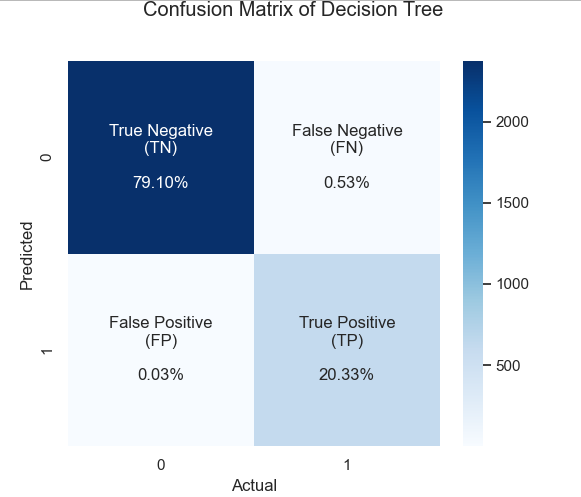 Confusion Matrix of Decision Tree
True Negative
(TN)
79.10%
False Negative
(FN)
0.53%
0
False Positive
(FP)
0.03%
True Positive
(TP)
20.33%
1
0
1
Predicted
Actual
2000
1500
1000
500